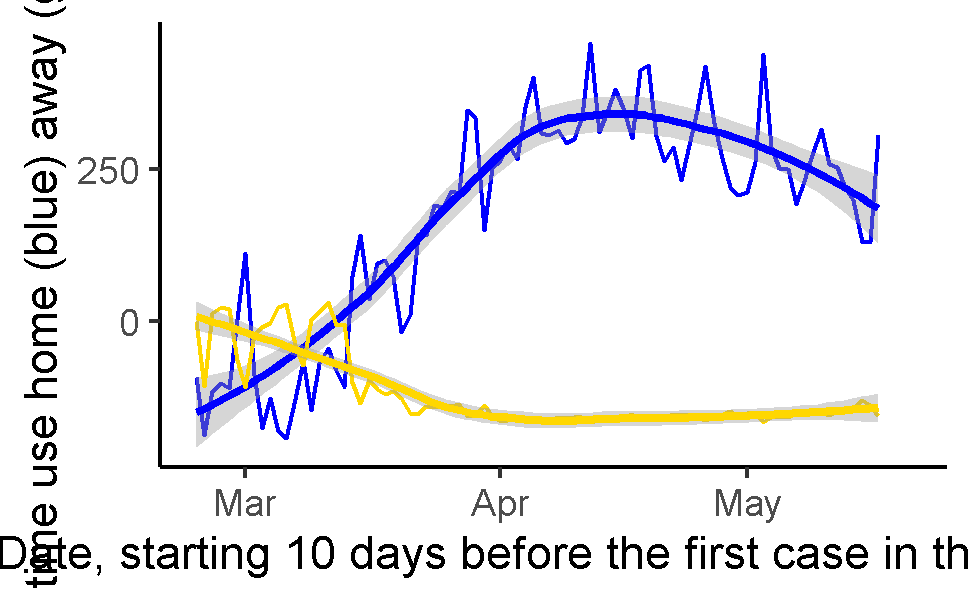 time use home (blue) away (
250
0
Mar Apr May
Date, starting 10 days before the first case in th